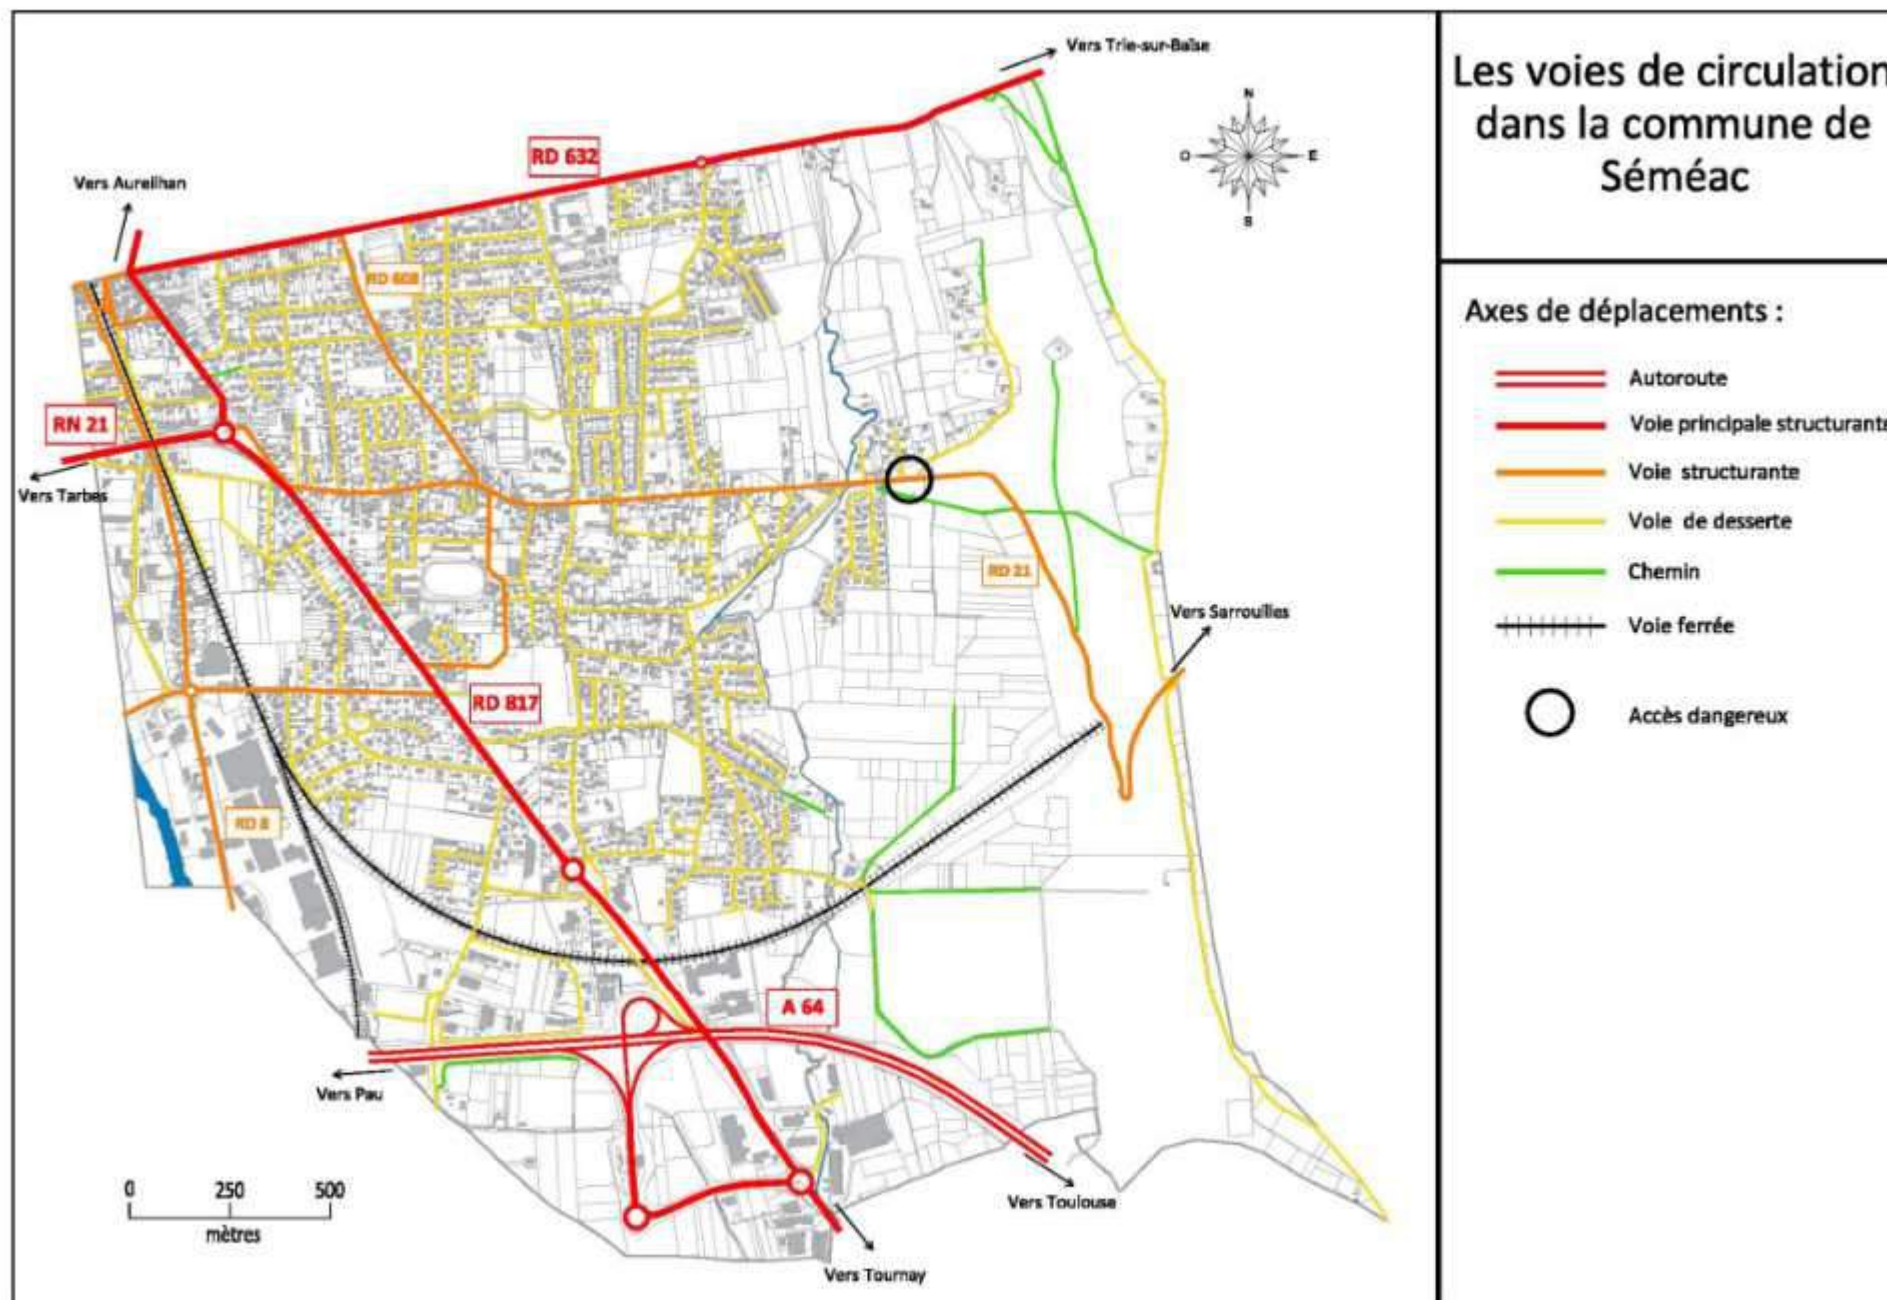 Vers Trie-sur-Baïse
Les voies de circulation
dans la commune de
Séméac
N
O
E
S
RD 632
Vers Aureilhan
RD 608
Axes de déplacements :
Autoroute
Voie principale structurante
RN 21
Voie structurante
Vers Tarbes
Voie de desserte
Chemin
RD 21
Vers Sarrouilles
Voie ferrée
RD 817
Accès dangereux
RD 8
A 64
Vers Pau
0 250 500
mètres
Vers Toulouse
Vers Tournay